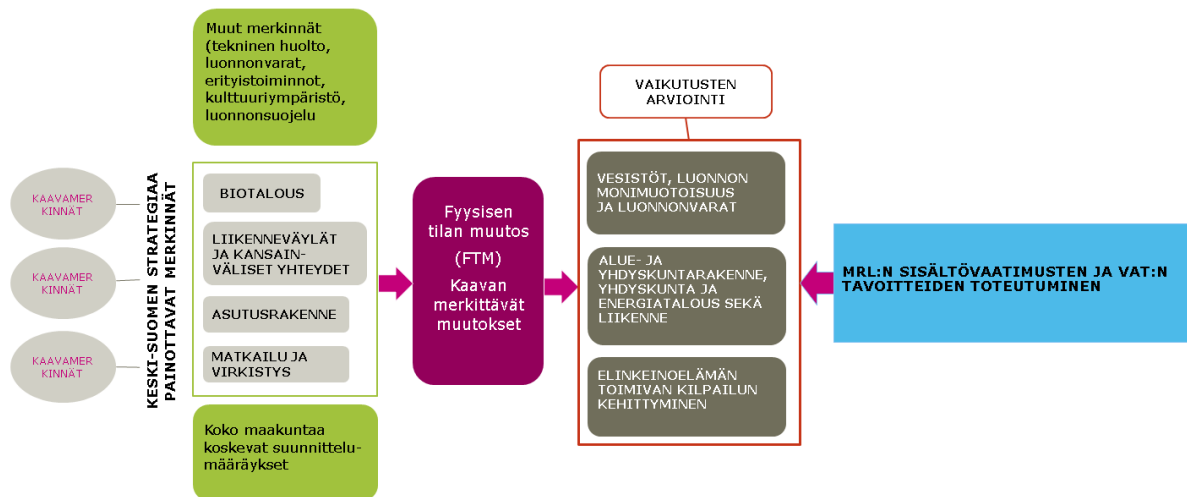 Muut merkinnät
(tekninen huolto,
luonnonvarat,
erityistoiminnot,
kulttuuriympäristö,
luonnonsuojelu
KAAVAMER
KINNÄT
KAAVAMER
KINNÄT
KAAVAMER
KINNÄT
KESKI-SUOMEN STRATEGIAA
PAINOTTAVAT MERKINNÄT
BIOTALOUS
LIIKENNEVÄYLÄT
JA KANSAIN-
VÄLISET YHTEYDET
ASUTUSRAKENNE
MATKAILU JA
VIRKISTYS
Koko maakuntaa
koskevat suunnittelu-
määräykset
Fyysisen
tilan muutos
(FTM)
Kaavan
merkittävät
muutokset
VAIKUTUSTEN
ARVIOINTI
VESISTÖT, LUONNON
MONIMUOTOISUUS
JA LUONNONVARAT
ALUE- JA
YHDYSKUNTARAKENNE,
YHDYSKUNTA JA
ENERGIATALOUS SEKÄ
LIIKENNE
ELINKEINOELÄMÄN
TOIMIVAN KILPAILUN
KEHITTYMINEN
MRL:N SISÄLTÖVAATIMUSTEN JA VAT:N
TAVOITTEIDEN TOTEUTUMINEN